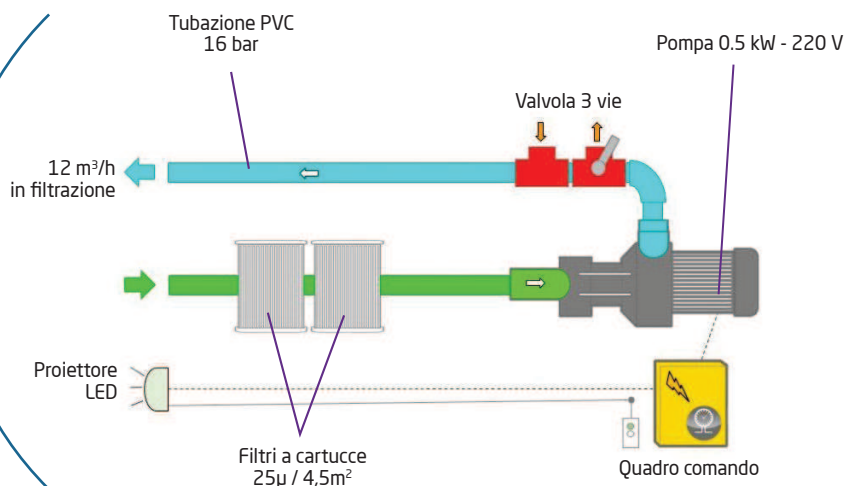 Tubazione PVC
16 bar
Pompa 0.5 kW - 220 V
Valvola 3 vie
12 m³/h
in filtrazione
Proiettore
LED
Filtri a cartucce
25µ / 4,5m²
Quadro comando